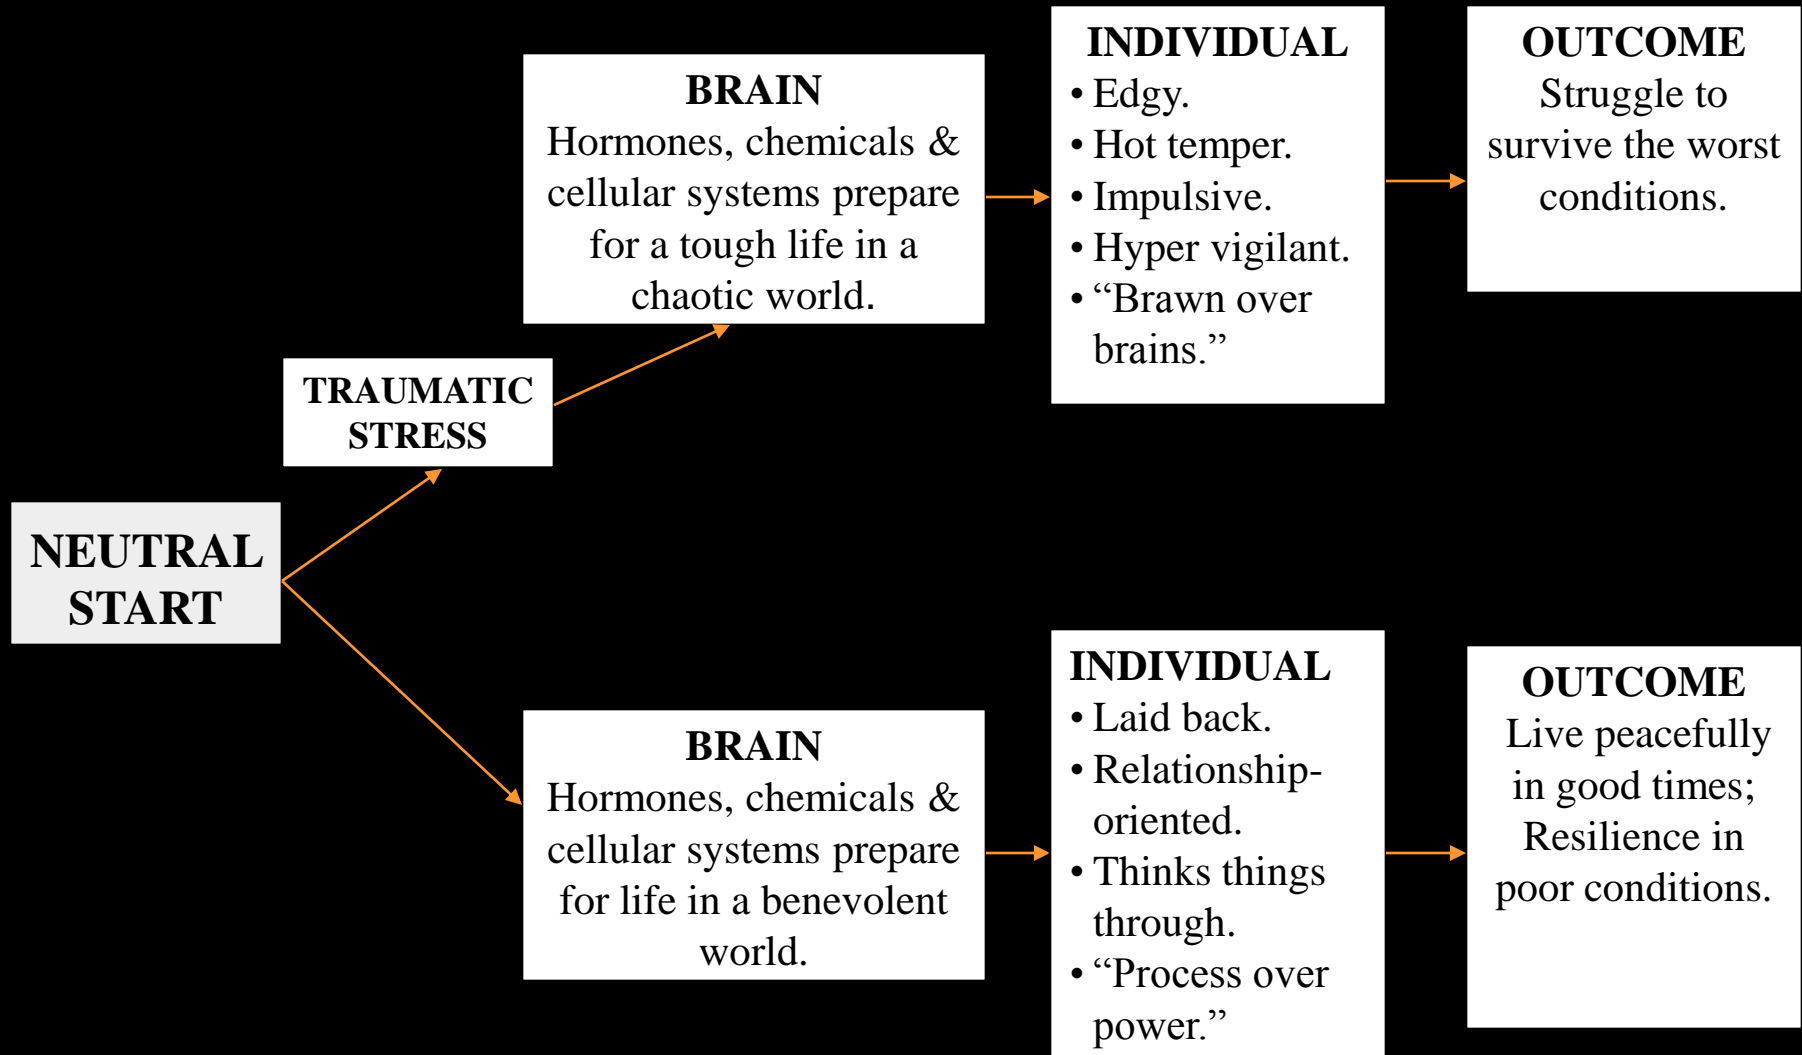 NEUTRAL
START
TRAUMATIC
STRESS
BRAIN
Hormones, chemicals &
cellular systems prepare
for a tough life in a
chaotic world.
INDIVIDUAL
• Edgy.
• Hot temper.
• Impulsive.
• Hyper vigilant.
• “Brawn over
brains.”
OUTCOME
Struggle to
survive the worst
conditions.
BRAIN
Hormones, chemicals &
cellular systems prepare
for life in a benevolent
world.
INDIVIDUAL
• Laid back.
• Relationship-
oriented.
• Thinks things
through.
• “Process over
power.”
OUTCOME
Live peacefully
in good times;
Resilience in
poor conditions.